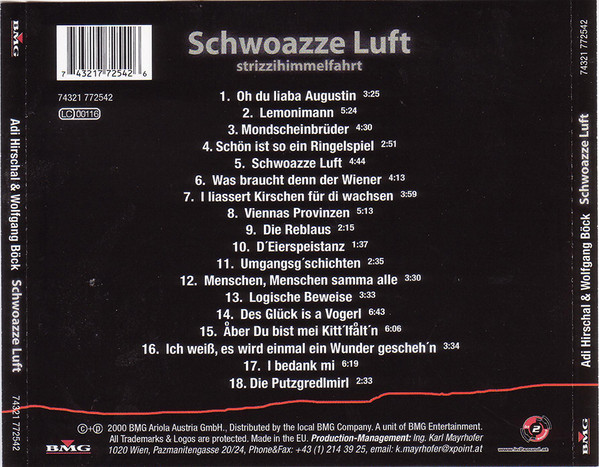 Schwoazze Luft
strizzihimmelfahrt
7 43217 72542 6
74321 772542
LC 00116
1. Oh du liaba Augustin 3:25
2. Lemonimann 5:24
3. Mondscheinbrüder 4:30
4. Schön ist so ein Ringelspiel 2:51
5. Schwoazze Luft 4:44
6. Was braucht denn der Wiener 4:13
7. I liassert Kirschen für di wachsen 3:59
8. Viennas Provinzen 5:13
9. Die Reblaus 2:15
10. D´Eierspeistanz 1:37
11. Umgangsg´schichten 2:35
12. Menschen, Menschen samma alle 3:30
13. Logische Beweise 3:33
14. Des Glück is a Vogerl 6:43
15. Åber Du bist mei Kitt´lfålt´n 6:06
16. Ich weiß, es wird einmal ein Wunder gescheh´n 3:34
17. I bedank mi 6:19
18. Die Putzgredlmirl 2:33
©+℗ 2000 BMG Ariola Austria GmbH., Distributed by the local BMG Company. A unit of BMG Entertainment.
All Trademarks & Logos are protected. Made in the EU. Production-Management: Ing. Karl Mayrhofer
1020 Wien, Pazmanitengasse 20/24, Phone&Fax: +43 (1) 214 39 25, email: k.mayrhofer@xpoint.at
BMG
2
BMG
Adi Hirschal & Wolfgang Böck Schwoazze Luft
74321 772542
BMG
74321 772542
Adi Hirschal & Wolfgang Böck Schwoazze Luft